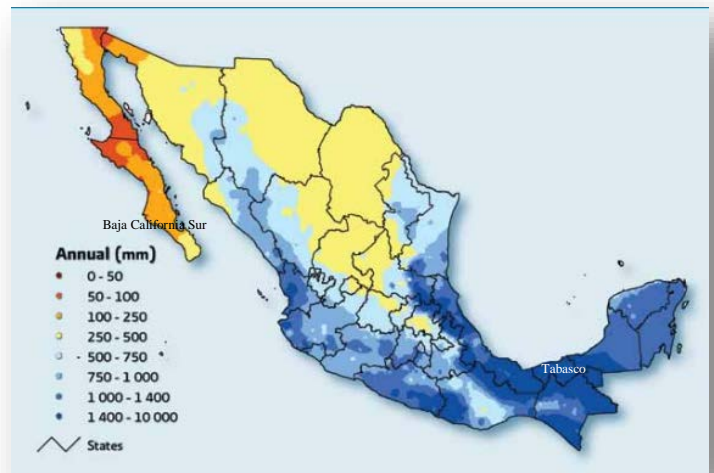 Baja California Sur
Annual (mm)
0 - 50
50 - 100
100 - 250
250 - 500
500 - 750
750 - 1 000
1 000 - 1 400
1 400 - 10 000
States
Tabasco